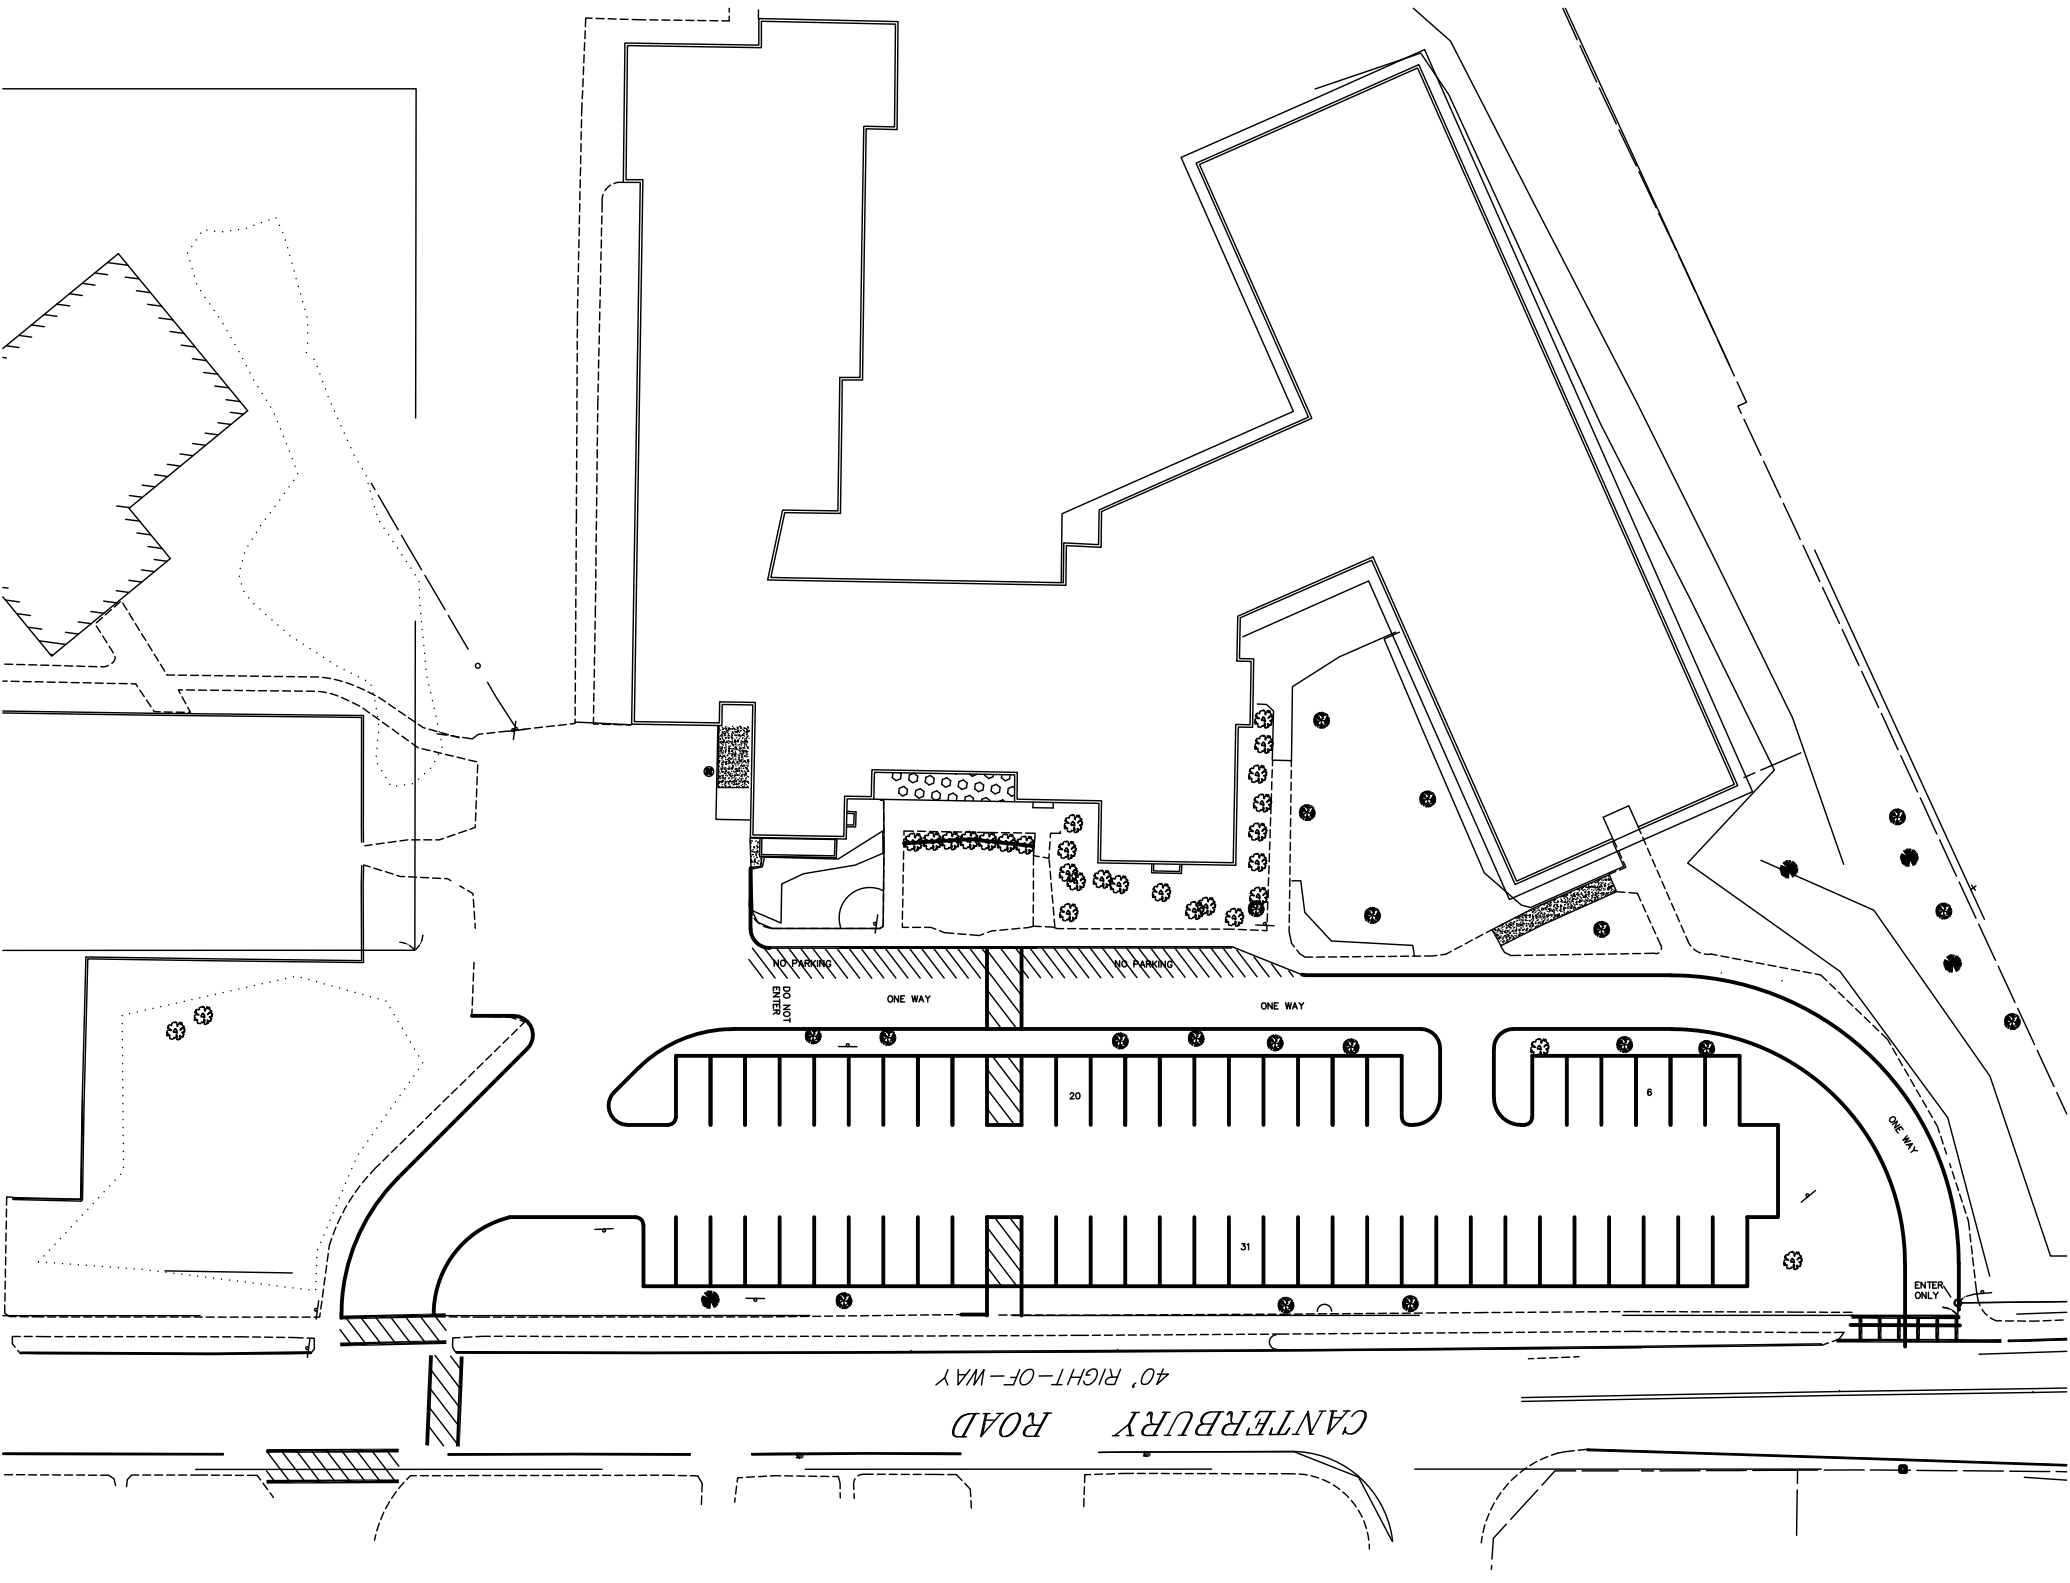 NO PARKING
NO PARKING
DO NOT
ENTER
ONE WAY
ONE WAY
20
6
ONE WAY
31
ENTER
ONLY
40' RIGHT-OF-WAY
CANTERBURY ROAD